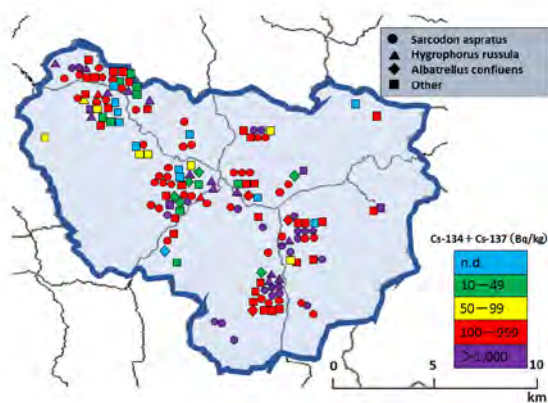 Sarcodon aspratus
Hygrophorus russula
Albatrellus confluens
Other
Cs-134+Cs-137 (Bq/kg)
n.d.
10−49
50−99
100−999
>1,000
0 5 10
km